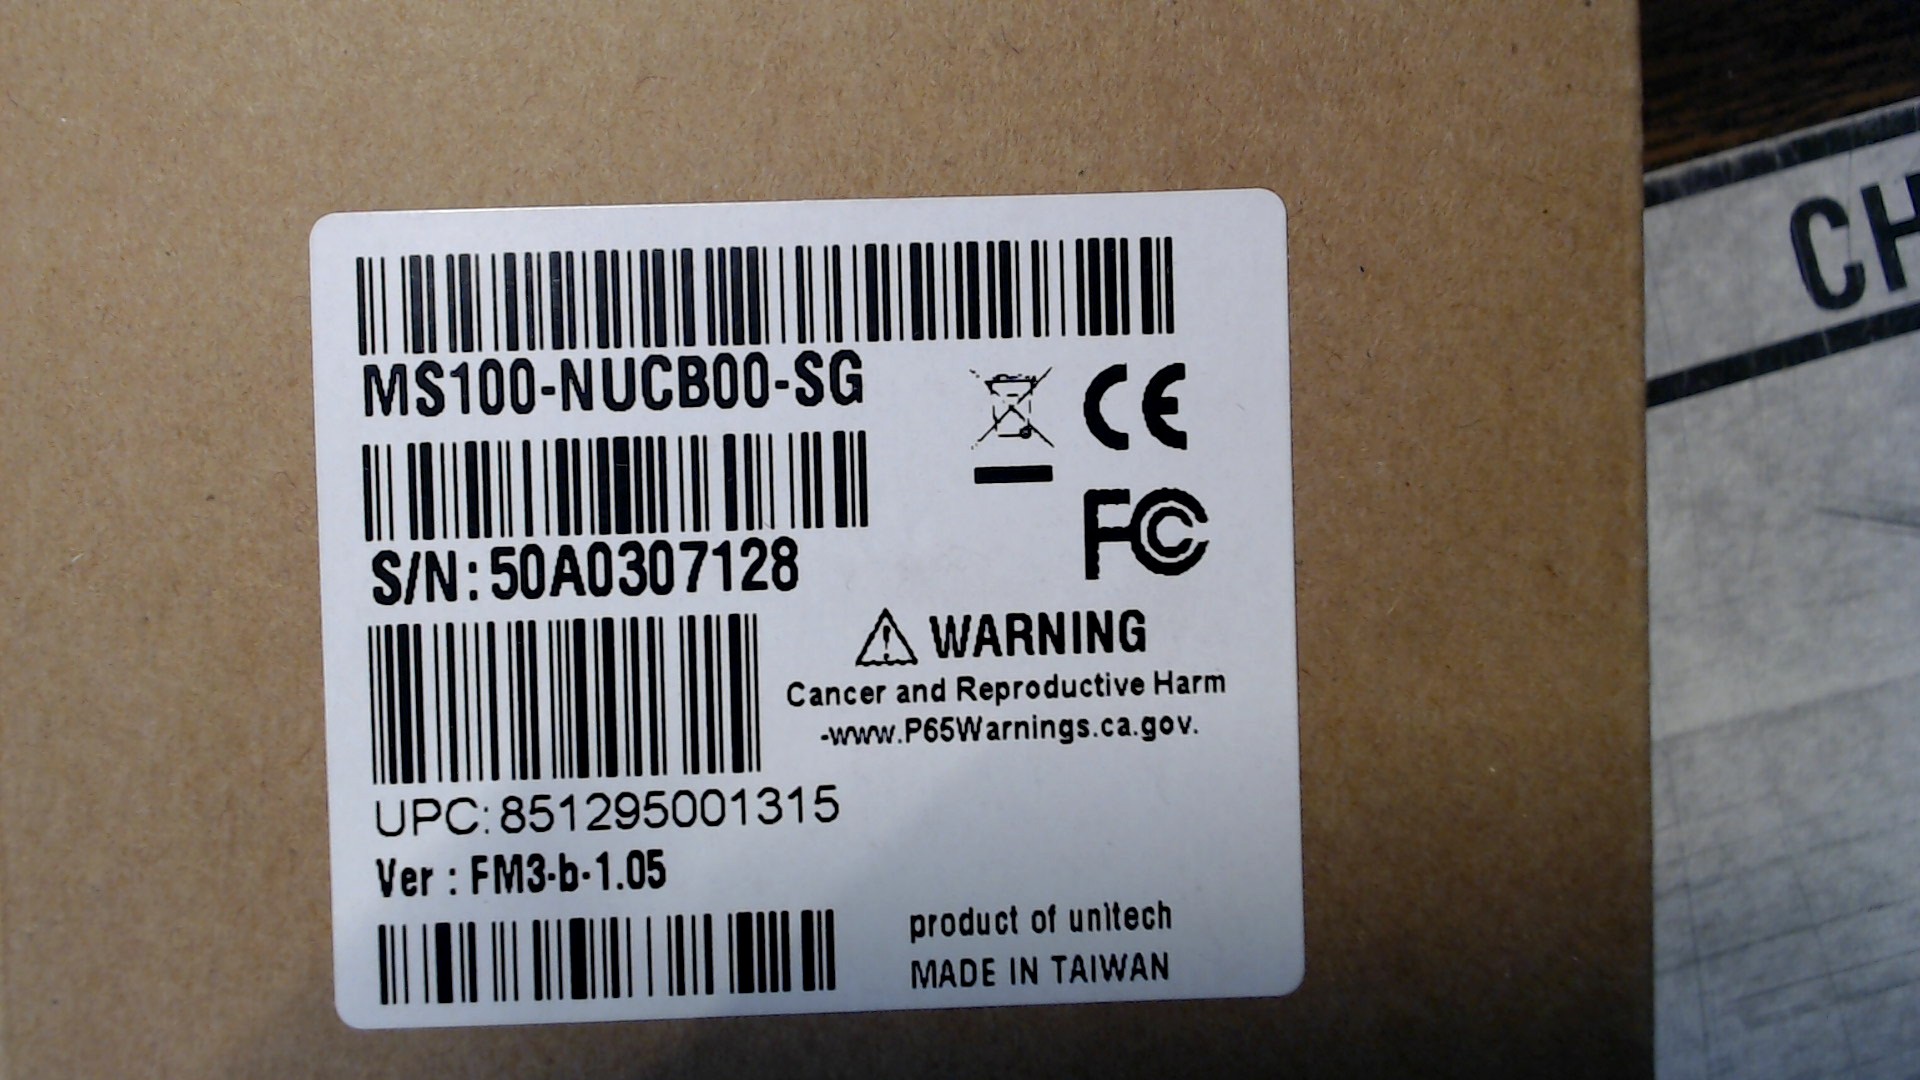 MS100-NUCB00-SG
CE
FC
S/N:50A0307128
WARNING
Cancer and Reproductive Harm
-www.P65Warnings.ca.gov.
UPC:851295001315
Ver : FM3-b-1.05
product of unitech
MADE IN TAIWAN
CH